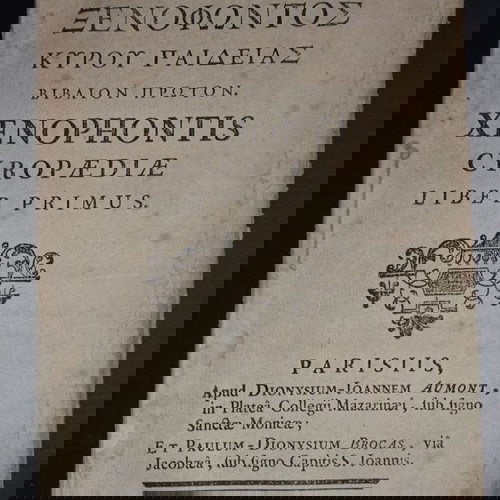 ΞΕΝΟΦΩΝΤΟΣ
ΚΥΡΟΥ ΠΑΙΔΕΙΑΣ
ΒΙΒΛΙΟΝ ΠΡΩΤΟΝ.
XENOPHONTIS
CYROPÆDIÆ
LIBER PRIMUS.
PARISIIS,
Apud DIONYSIUM-JOANNEM AUMONT,
in Plateâ Collegii Mazarinæi, ſub ſigno
Sanctæ Monicæ;
ET PAULUM-DIONYSIUM BROCAS, viâ
Jacobæâ, ſub ſigno Capitis S. Joannis.